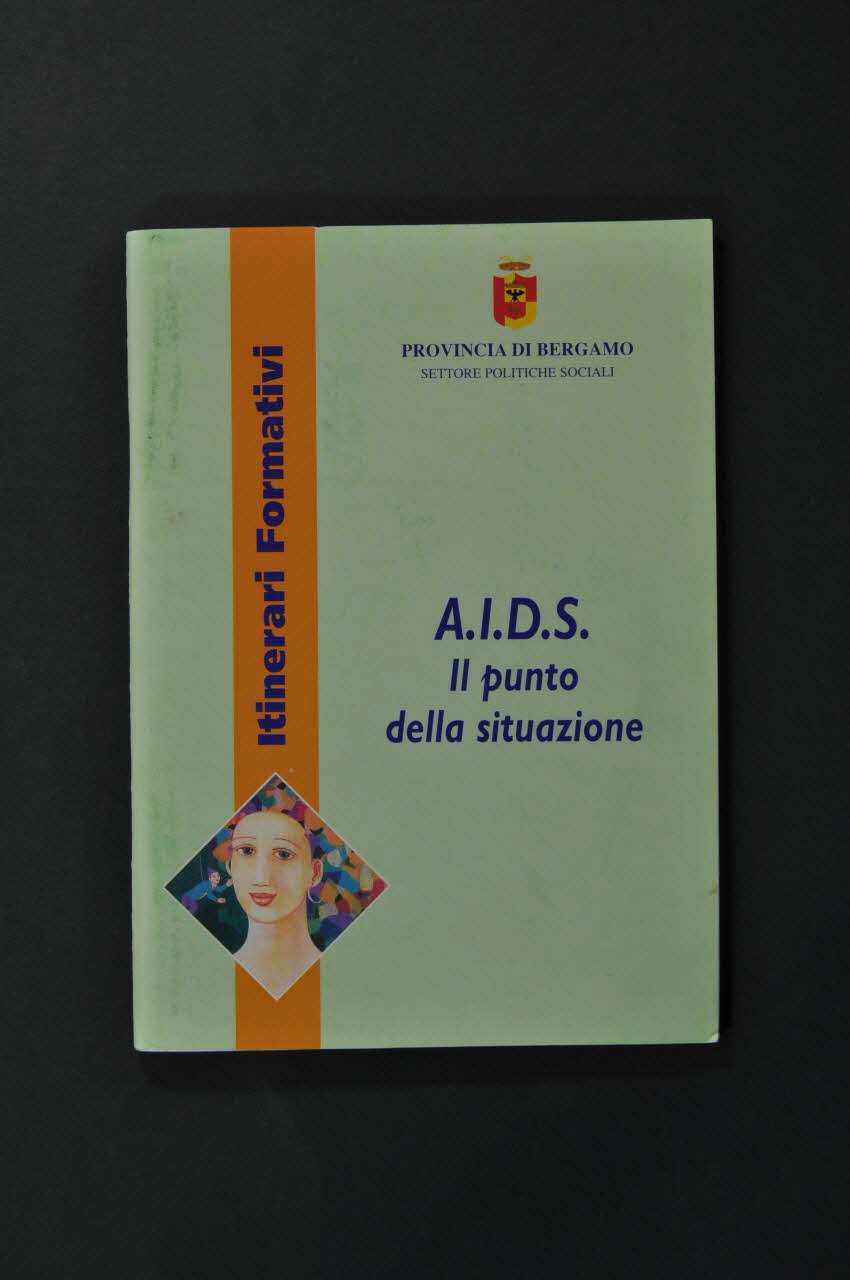 PROVINCIA DI BERGAMO
SETTORE POLITICHE SOCIALI
Itinerari Formativi
A.I.D.S.
Il punto
della situazione